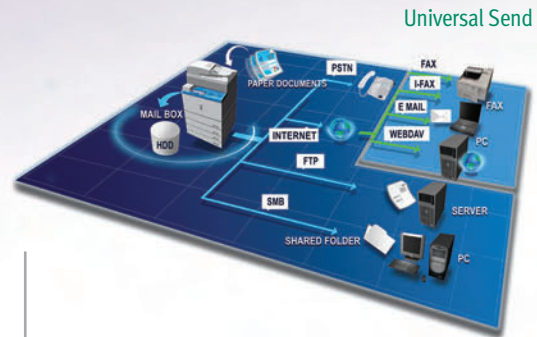 Universal Send
PAPER DOCUMENTS
MAIL BOX
HDD
PSTN
INTERNET
FTP
SMB
SHARED FOLDER
FAX
I-FAX
E MAIL
WEBDAV
FAX
PC
SERVER
PC